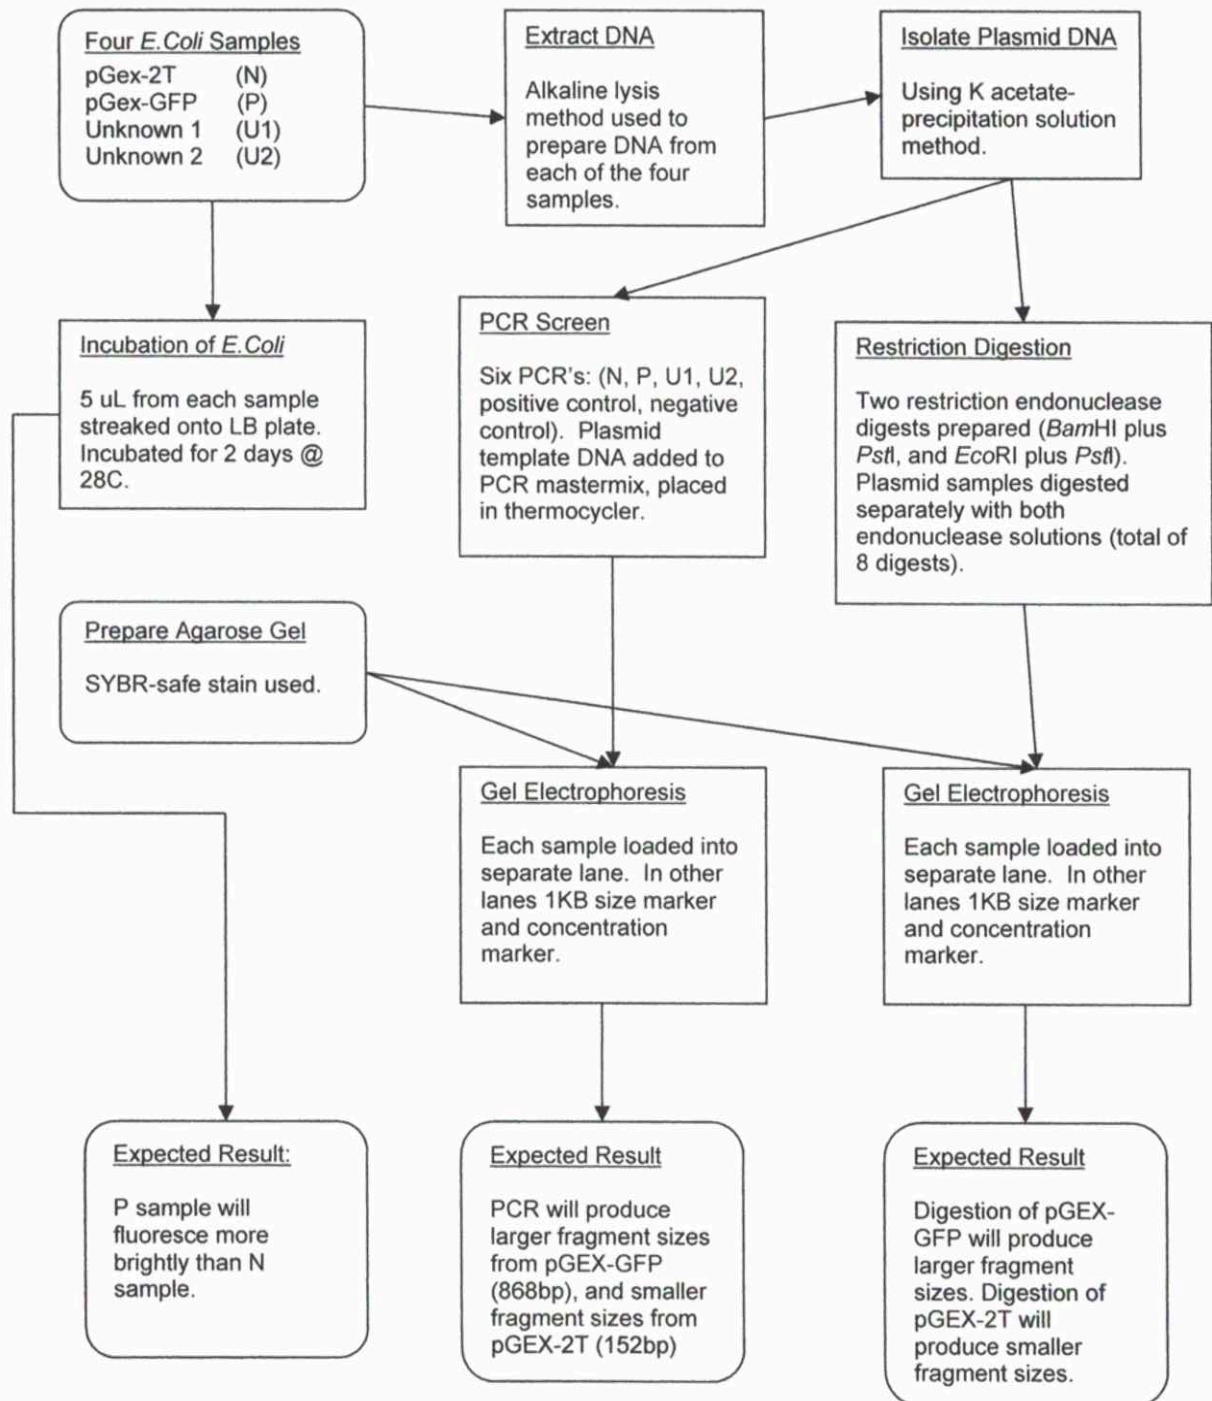 Four E.Coli Samples
pGex-2T (N)
pGex-GFP (P)
Unknown 1 (U1)
Unknown 2 (U2)
Extract DNA
Alkaline lysis
method used to
prepare DNA from
each of the four
samples.
Isolate Plasmid DNA
Using K acetate-
precipitation solution
method.
Incubation of E.Coli
5 uL from each sample
streaked onto LB plate.
Incubated for 2 days @
28C.
PCR Screen
Six PCR's: (N, P, U1, U2,
positive control, negative
control). Plasmid
template DNA added to
PCR mastermix, placed
in thermocycler.
Restriction Digestion
Two restriction endonuclease
digests prepared (BamHI plus
PstI, and EcoRI plus PstI).
Plasmid samples digested
separately with both
endonuclease solutions (total of
8 digests).
Prepare Agarose Gel
SYBR-safe stain used.
Gel Electrophoresis
Each sample loaded into
separate lane. In other
lanes 1KB size marker
and concentration
marker.
Gel Electrophoresis
Each sample loaded into
separate lane. In other
lanes 1KB size marker
and concentration
marker.
Expected Result:
P sample will
fluoresce more
brightly than N
sample.
Expected Result
PCR will produce
larger fragment sizes
from pGEX-GFP
(868bp), and smaller
fragment sizes from
pGEX-2T (152bp)
Expected Result
Digestion of pGEX-
GFP will produce
larger fragment
sizes. Digestion of
pGEX-2T will
produce smaller
fragment sizes.